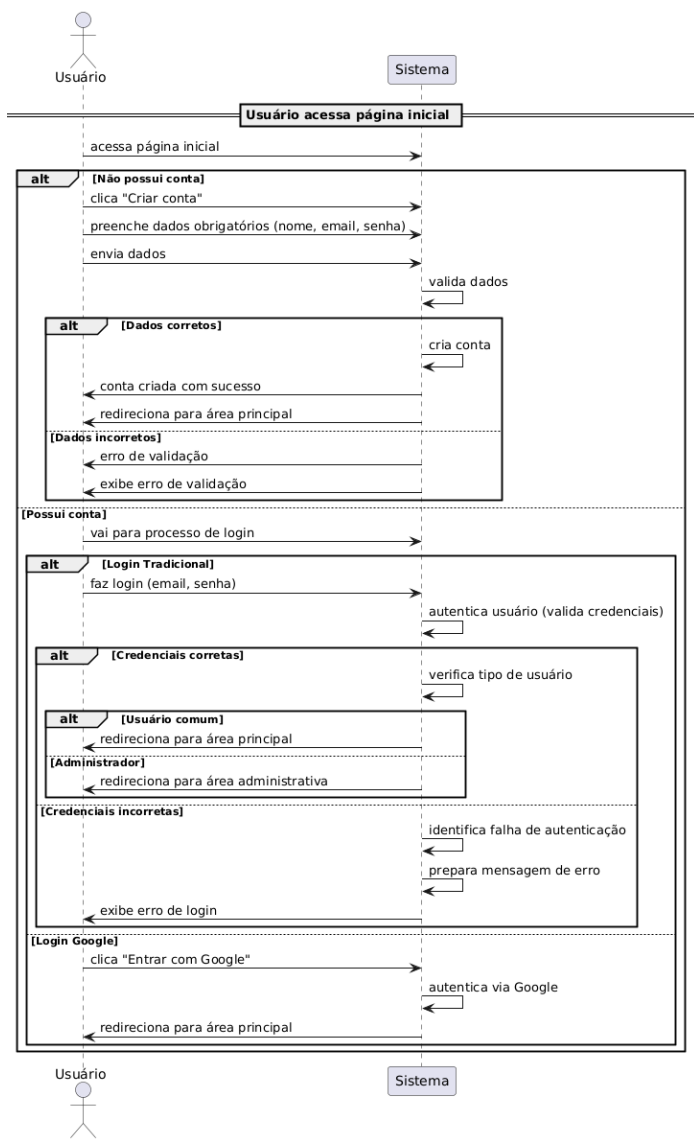 Usuário
Sistema
Usuário acessa página inicial
acessa página inicial
alt [Não possui conta]
clica "Criar conta"
preenche dados obrigatórios (nome, email, senha)
envia dados
valida dados
alt [Dados corretos]
cria conta
conta criada com sucesso
redireciona para área principal
[Dados incorretos]
erro de validação
exibe erro de validação
[Possui conta]
vai para processo de login
alt [Login Tradicional]
faz login (email, senha)
autentica usuário (valida credenciais)
alt [Credenciais corretas]
verifica tipo de usuário
alt [Usuário comum]
redireciona para área principal
[Administrador]
redireciona para área administrativa
[Credenciais incorretas]
identifica falha de autenticação
prepara mensagem de erro
exibe erro de login
[Login Google]
clica "Entrar com Google"
autentica via Google
redireciona para área principal
Usuário
Sistema